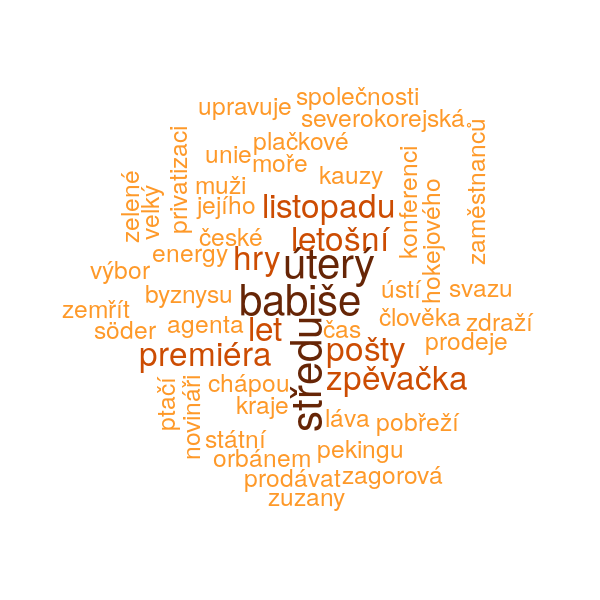 společnosti
upravuje
severokorejská
plačkové
unie
moře
kauzy
muži
jejího
listopadu
české
letošní
energy
hry
úterý
výbor
byznysu
babiše
ústí
svazu
zemřít
söder
agenta
let
čas
člověka
zdraží
premiéra
pošty
prodeje
chápou
zpěvačka
kraje
láva
pobřeží
státní
orbánem
pekingu
prodávat
zagorová
zuzany
zelené
velký
privatizaci
konferenci
hokejového
zaměstnanců
středu
ptačí
novináři